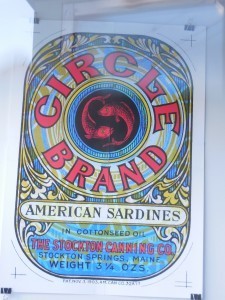 CIRCLE
BRAND
AMERICAN SARDINES
IN COTTONSEED OIL
THE STOCKTON CANNING CO.
STOCKTON SPRINGS, MAINE
WEIGHT 3¼ OZS